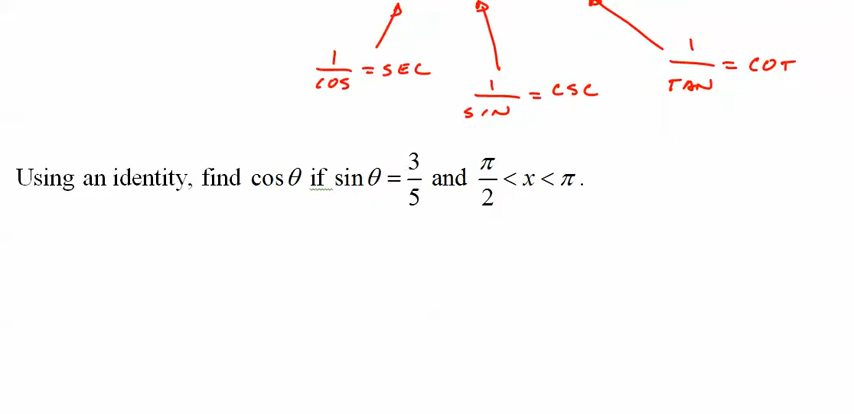 1/COS = SEC
1/SIN = CSC
1/TAN = COT
Using an identity, find cos θ if sin θ = 3/5 and π/2 < x < π.